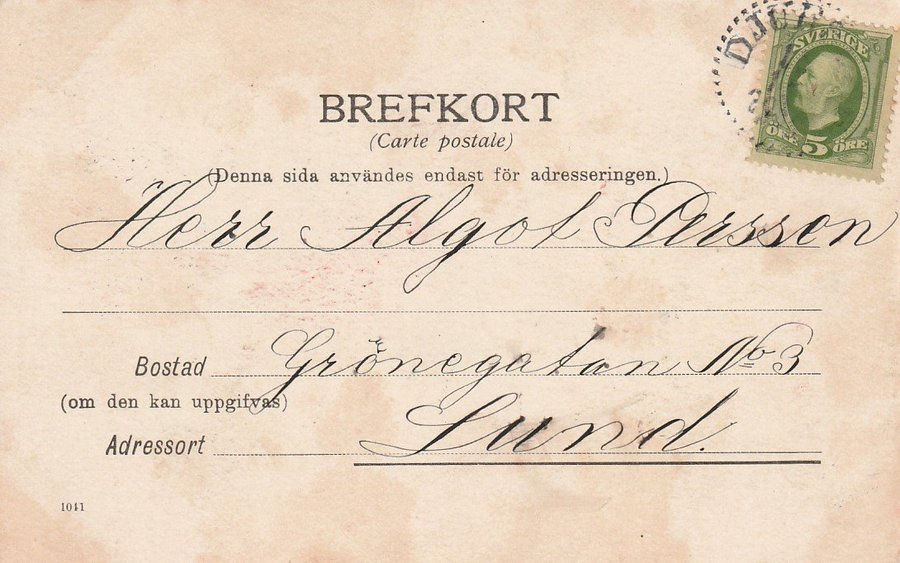 BREFKORT
(Carte postale)
(Denna sida användes endast för adresseringen.)
Herr Algot Persson
Bostad Grönegatan No 3
(om den kan uppgifvas)
Adressort Lund.
1041
SVERIGE
ÖRE 5 ÖRE